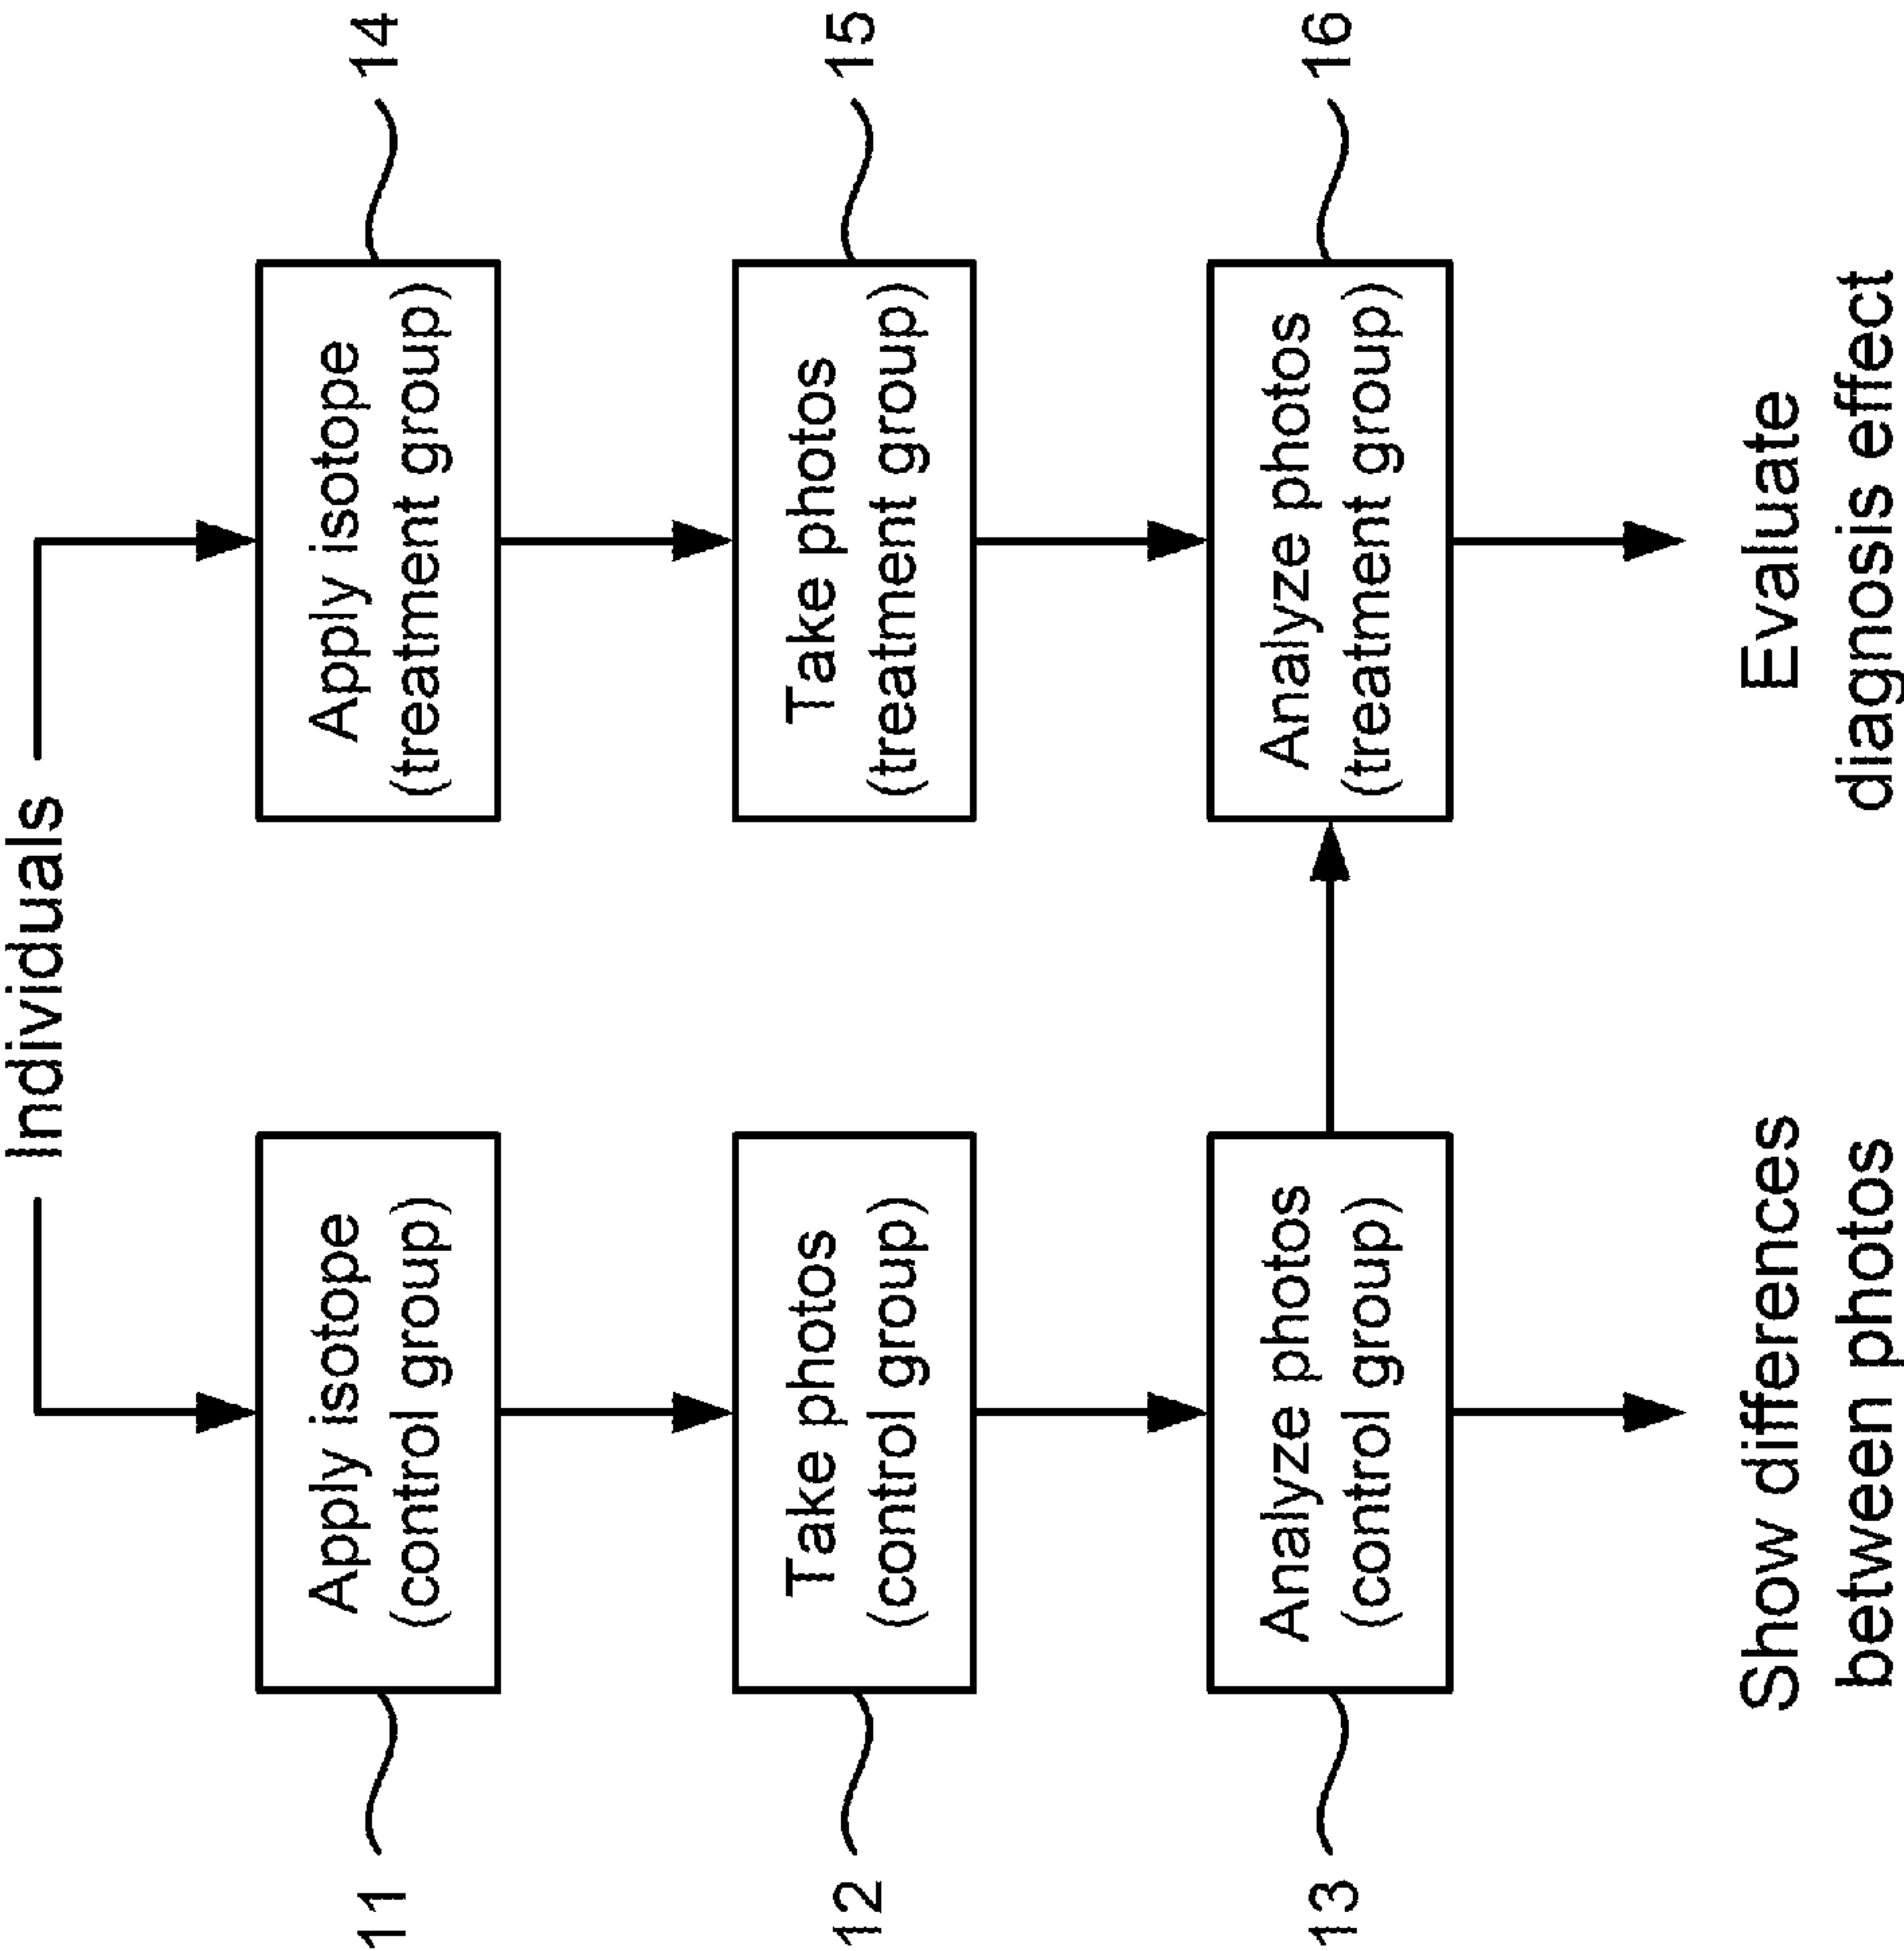 Individuals
11
Apply isotope
(control group)
Apply isotope
(treatment group)
14
12
Take photos
(control group)
Take photos
(treatment group)
15
13
Analyze photos
(control group)
Analyze photos
(treatment group)
16
Show differences
between photos
Evaluate
diagnosis effect